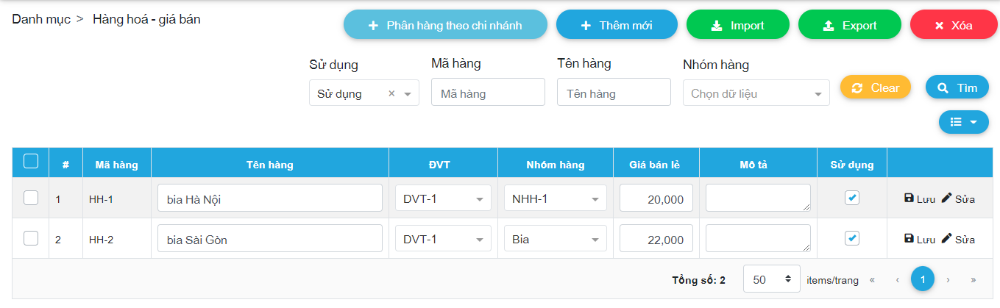 Danh mục > Hàng hoá - giá bán
Phân hàng theo chi nhánh Thêm mới Import Export Xóa
Sử dụng Mã hàng Tên hàng Nhóm hàng
Sử dụng × Mã hàng Tên hàng Chọn dữ liệu Clear Tìm
# Mã hàng Tên hàng ĐVT Nhóm hàng Giá bán lẻ Mô tả Sử dụng
1 HH-1 bia Hà Nội DVT-1 NHH-1 20,000 Lưu Sửa
2 HH-2 bia Sài Gòn DVT-1 Bia 22,000 Lưu Sửa
Tổng số: 2 50 items/trang « ‹ 1 › »